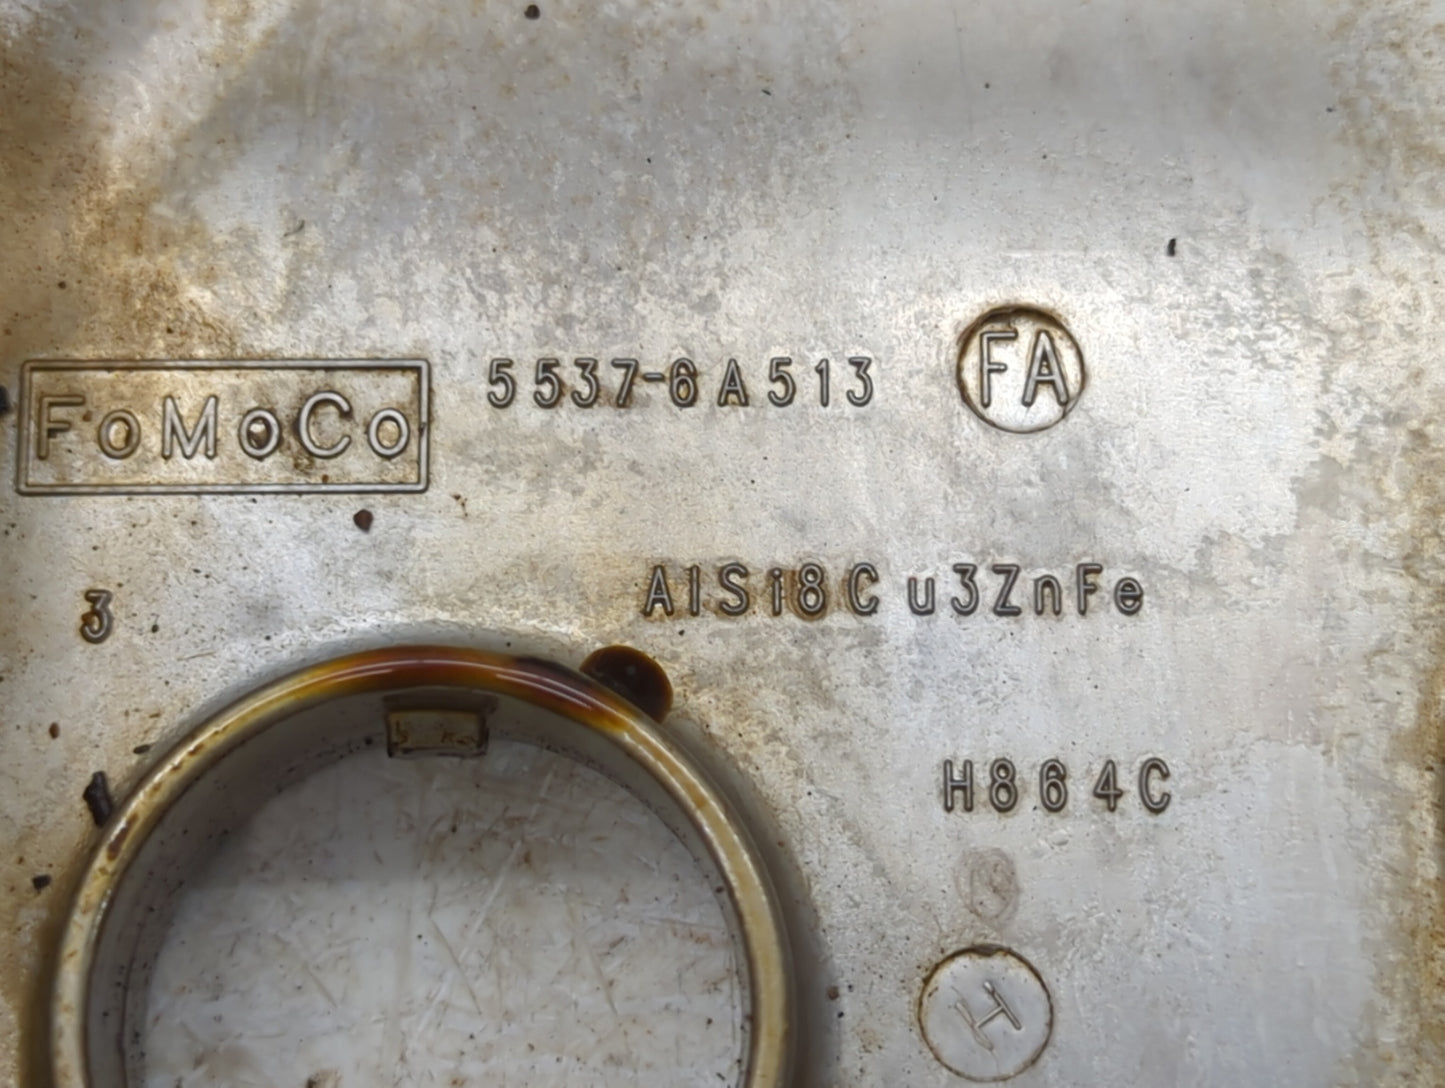 FoMoCo 5537-6A513 FA
3 AlSi8Cu3ZnFe
H864C
H